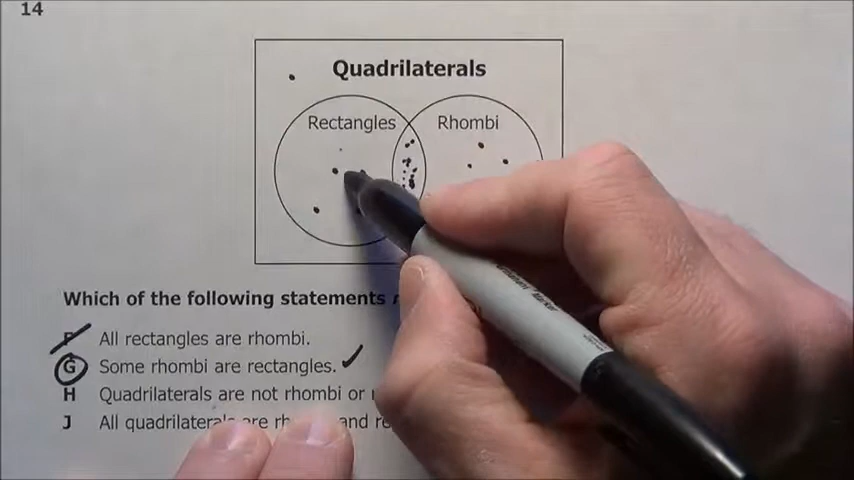 14
Quadrilaterals
Rectangles Rhombi
Which of the following statements
F All rectangles are rhombi.
G Some rhombi are rectangles.
H Quadrilaterals are not rhombi or
J All quadrilaterals are and